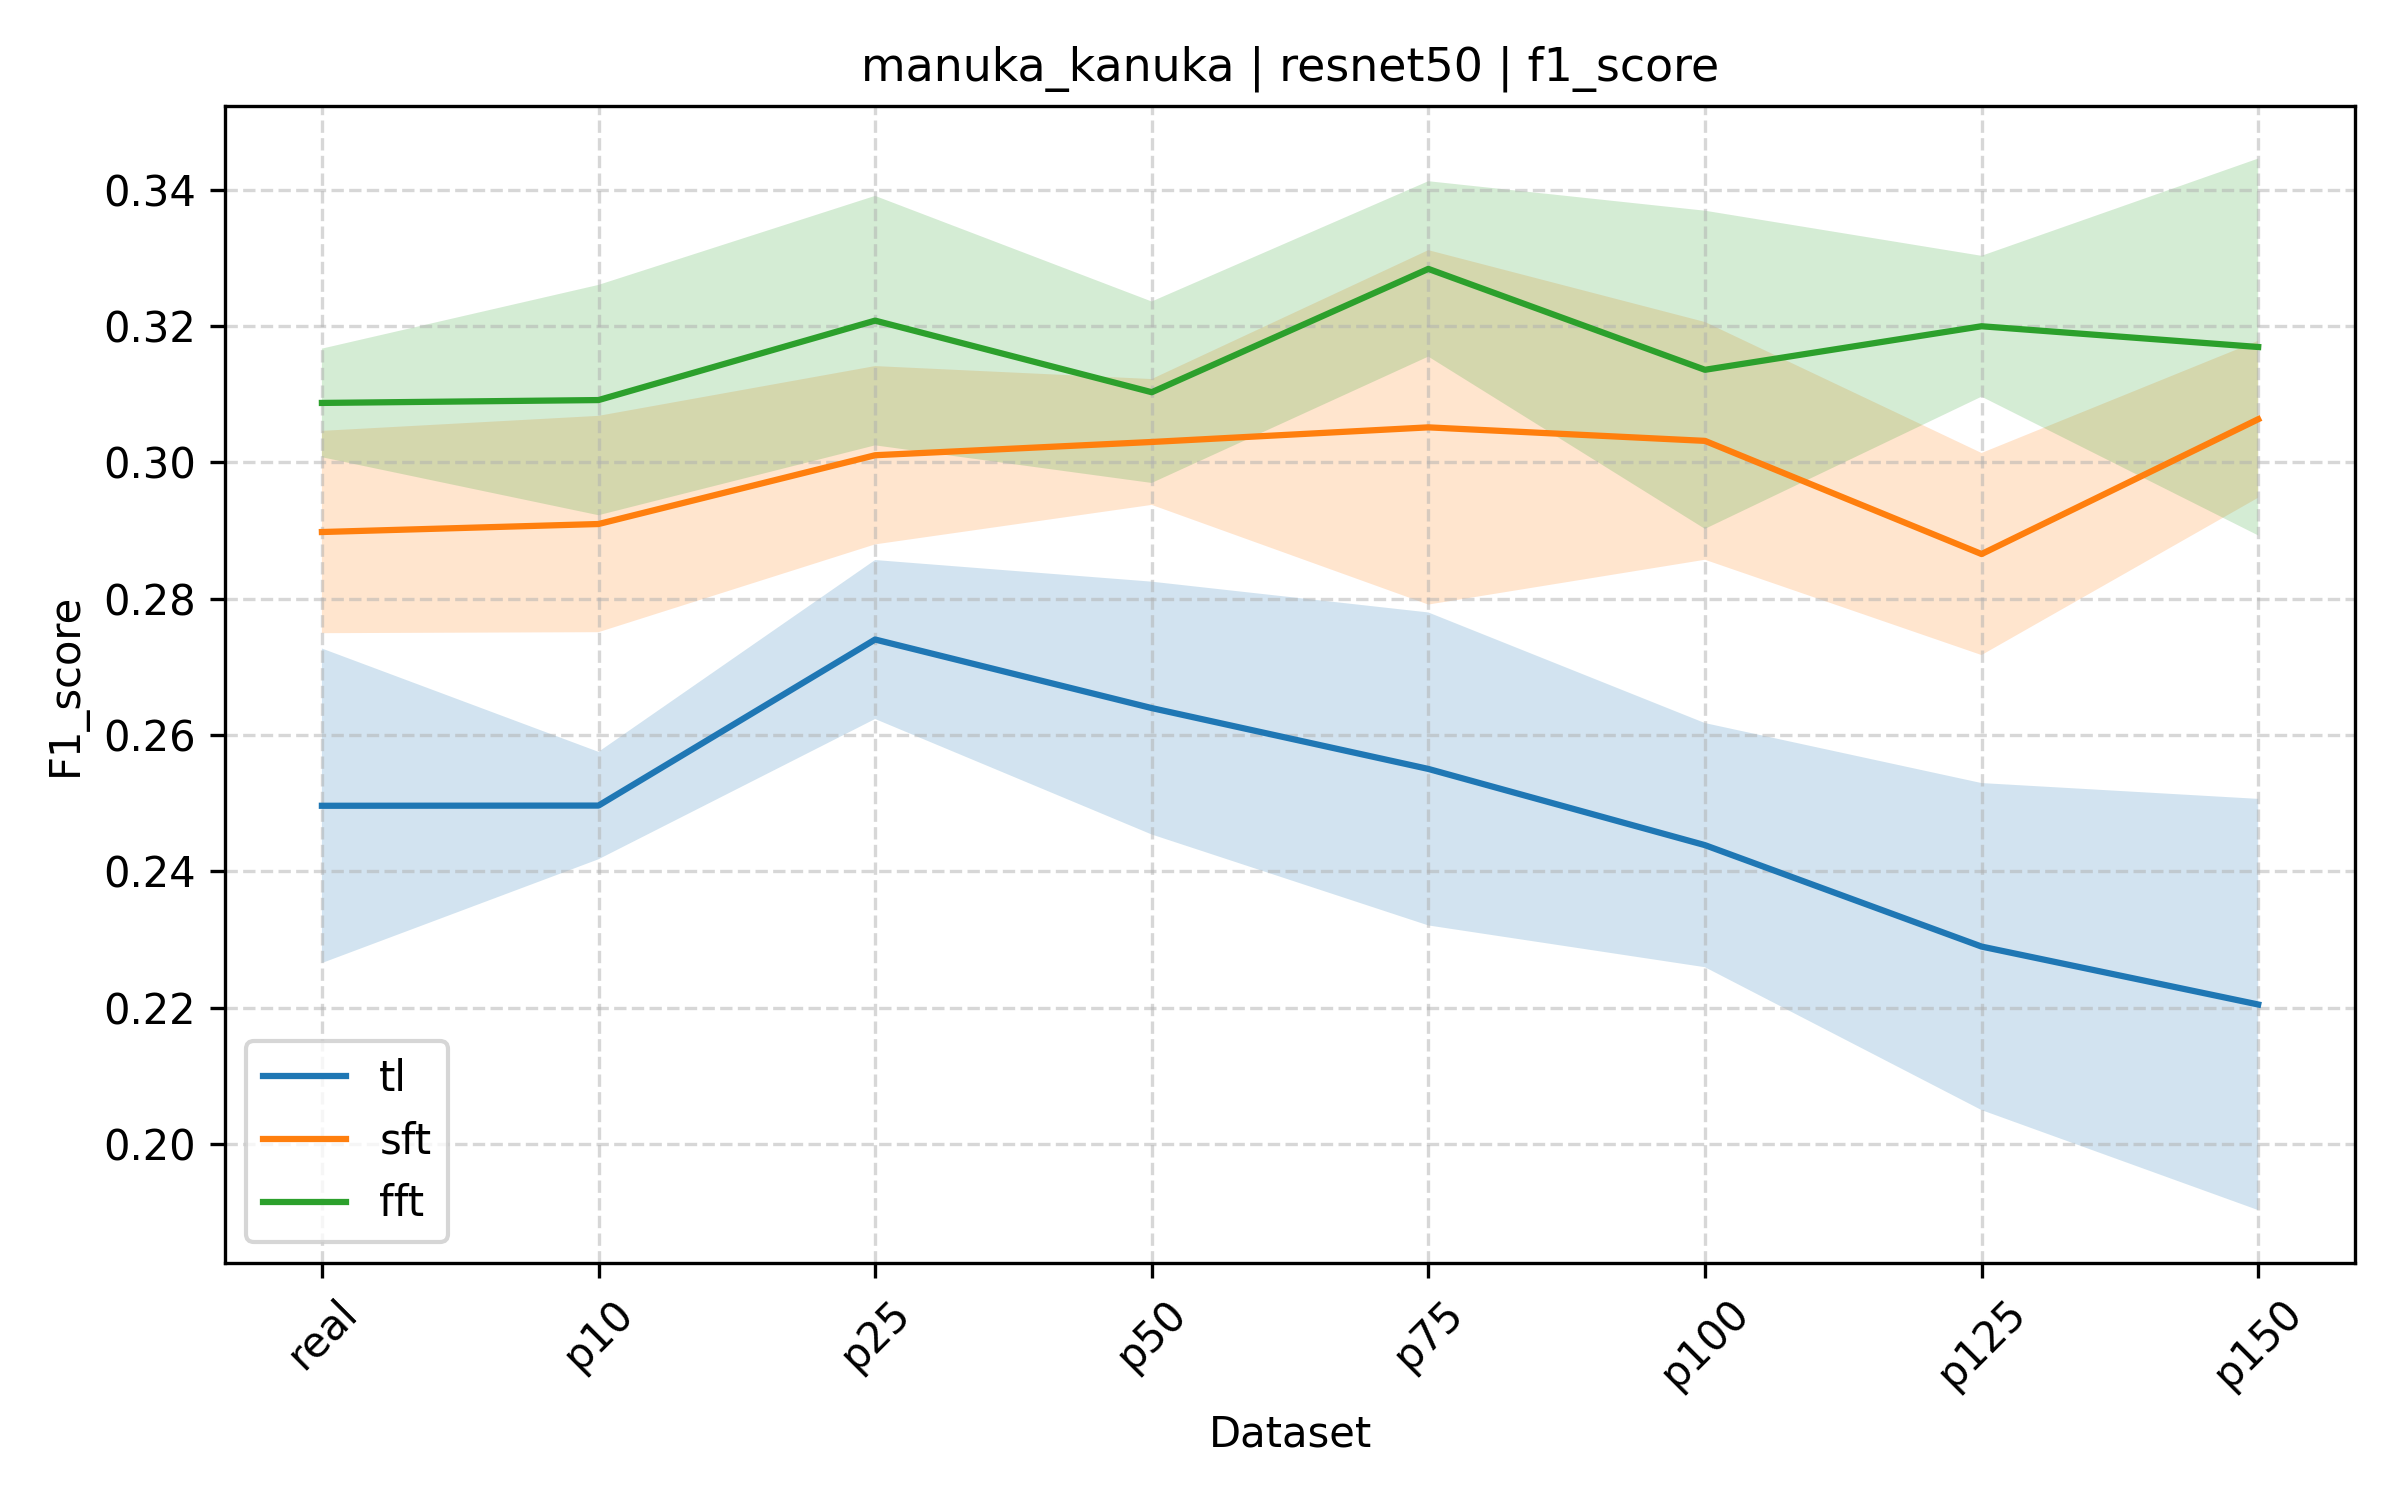 manuka_kanuka | resnet50 | f1_score
F1_score
0.34
0.32
0.30
0.28
0.26
0.24
0.22
0.20
tl
sft
fft
real
p10
p25
p50
p75
p100
p125
p150
Dataset